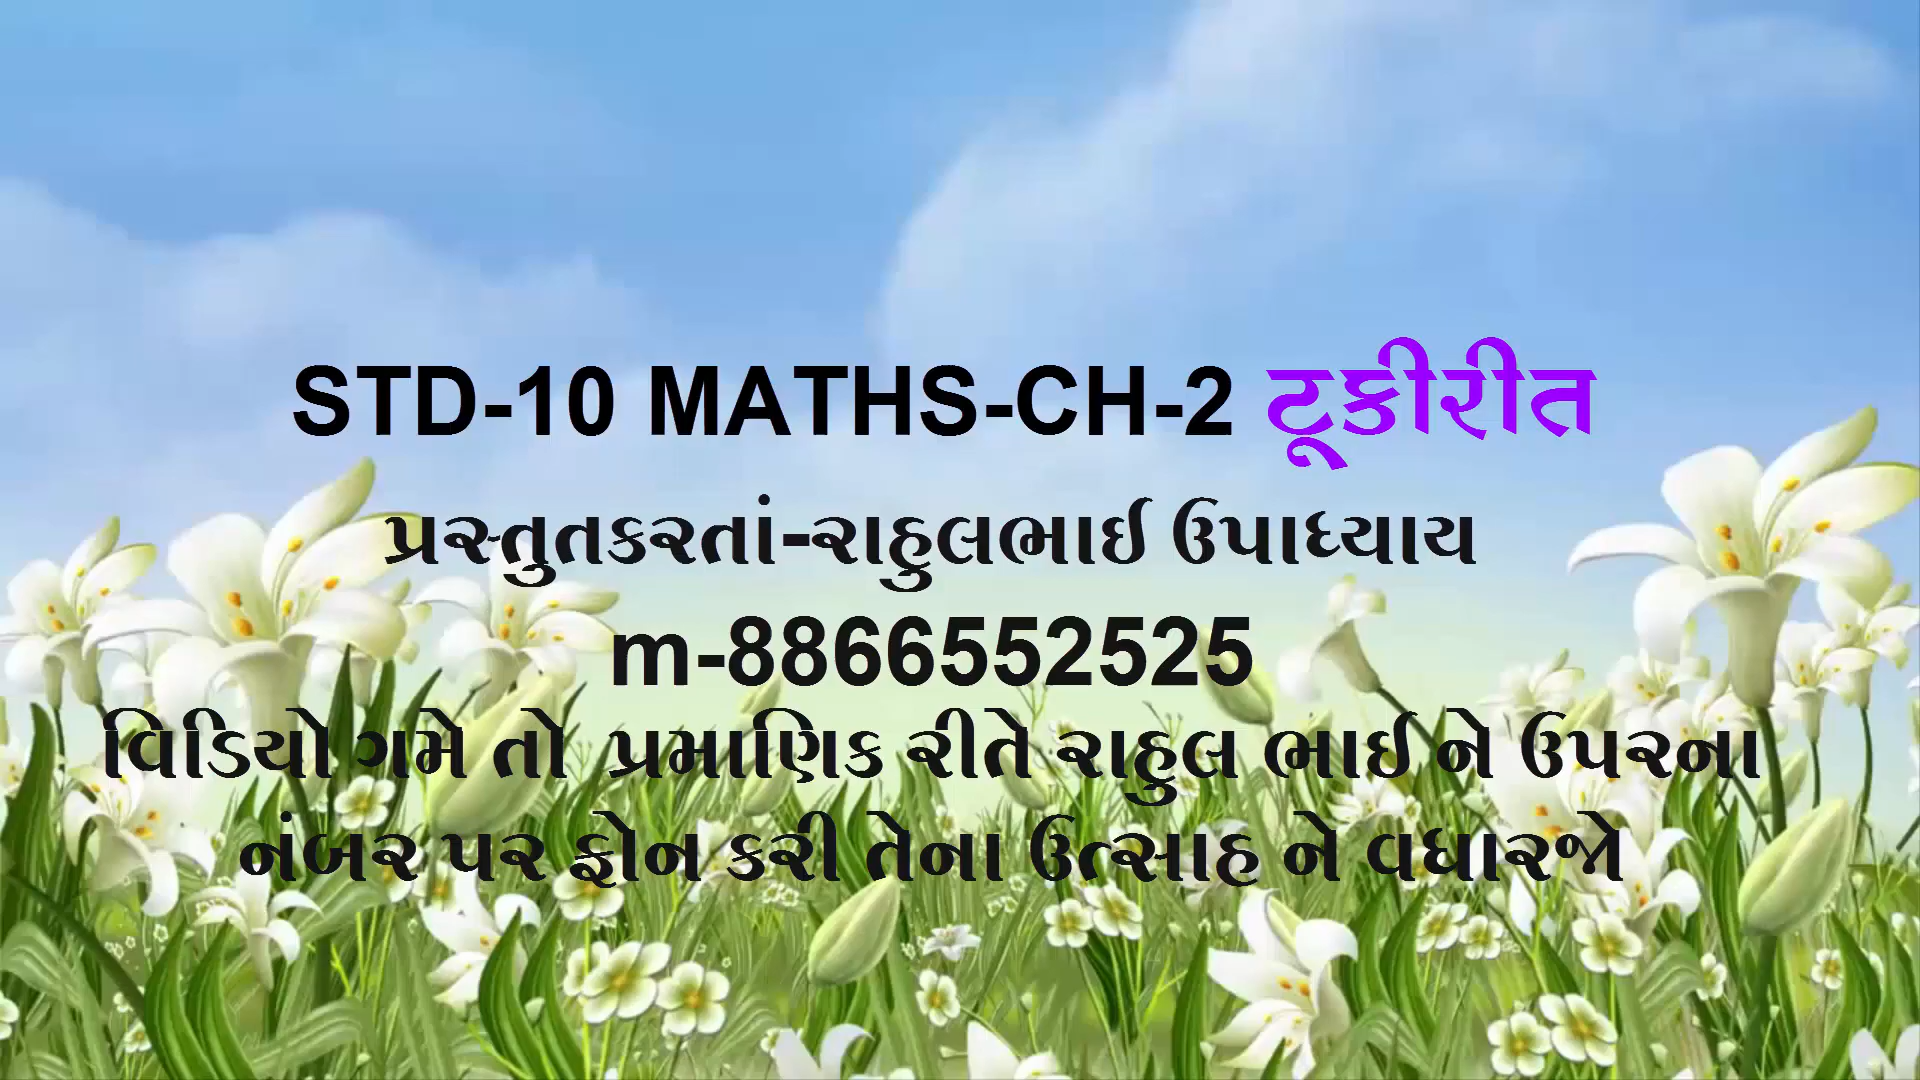 STD-10 MATHS-CH-2 ટૂકીરીત
પ્રસ્તુતકરતાં-રાહુલભાઈ ઉપાધ્યાય
m-8866552525
વિડિયો ગમે તો પ્રમાણિક રીતે રાહુલ ભાઈ ને ઉપરના
નંબર પર ફોન કરી તેના ઉત્સાહ ને વધારજો